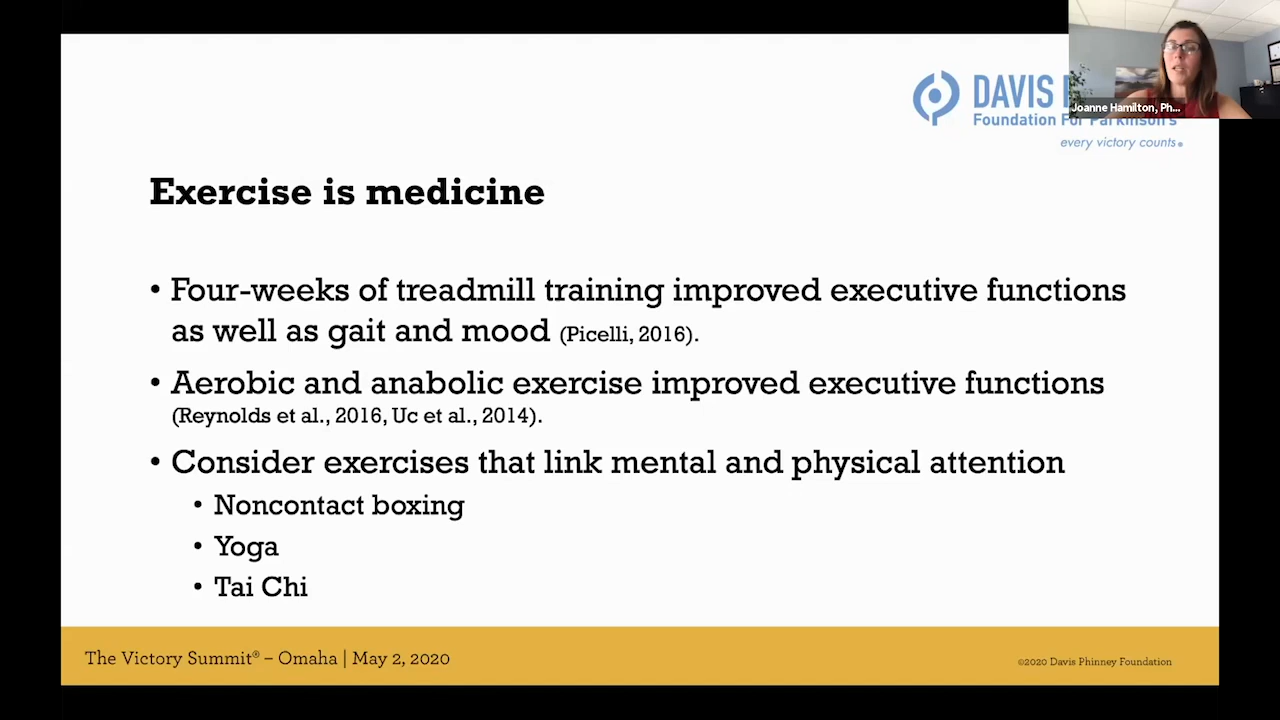 DAVIS
Foundation For Parkinson's
every victory counts.
Joanne Hamilton, Ph...
Exercise is medicine
• Four-weeks of treadmill training improved executive functions
as well as gait and mood (Picelli, 2016).
• Aerobic and anabolic exercise improved executive functions
(Reynolds et al., 2016, Uc et al., 2014).
• Consider exercises that link mental and physical attention
• Noncontact boxing
• Yoga
• Tai Chi
The Victory Summit® – Omaha | May 2, 2020
©2020 Davis Phinney Foundation